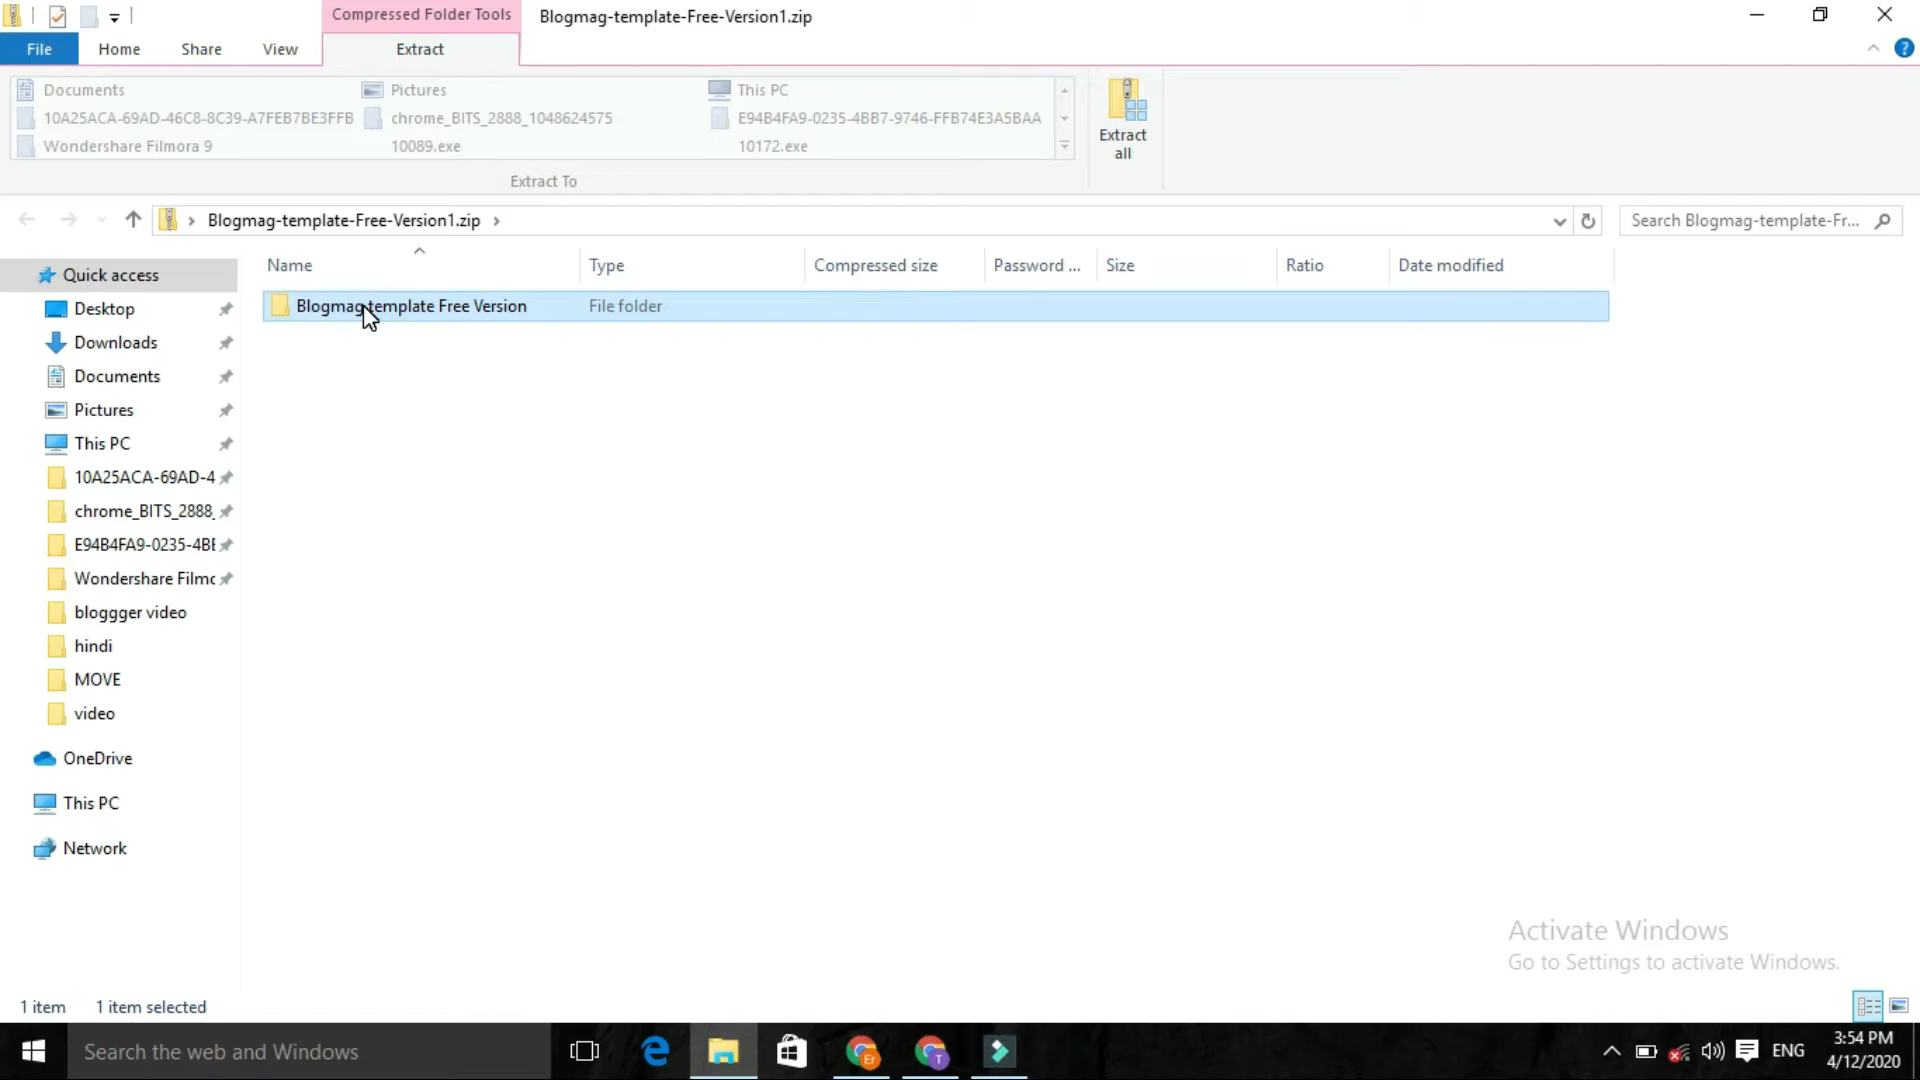 Compressed Folder Tools
Blogmag-template-Free-Version1.zip
File
Home
Share
View
Extract
Documents
Pictures
This PC
10A25ACA-69AD-46C8-8C39-A7FEB7BE3FFB
chrome_BITS_2888_1048624575
E94B4FA9-0235-4BB7-9746-FFB74E3A5BAA
Wondershare Filmora 9
10089.exe
10172.exe
Extract To
Extract
all
Blogmag-template-Free-Version1.zip
Search Blogmag-template-Fr...
Name
Type
Compressed size
Password ...
Size
Ratio
Date modified
Blogmag template Free Version
File folder
Quick access
Desktop
Downloads
Documents
Pictures
This PC
10A25ACA-69AD-4
chrome_BITS_2888_
E94B4FA9-0235-4BB
Wondershare Filmo
bloggger video
hindi
MOVE
video
OneDrive
This PC
Network
Activate Windows
Go to Settings to activate Windows.
1 item
1 item selected
Search the web and Windows
Er
T
ENG
3:54 PM
4/12/2020